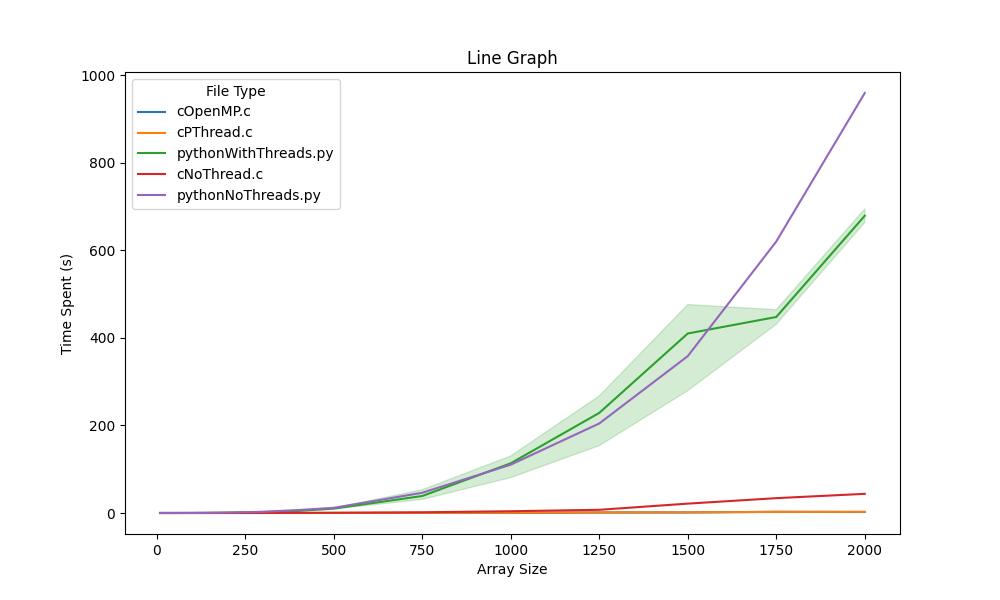 Line Graph
1000
800
600
400
200
0
Time Spent (s)
File Type
cOpenMP.c
cPThread.c
pythonWithThreads.py
cNoThread.c
pythonNoThreads.py
0 250 500 750 1000 1250 1500 1750 2000
Array Size